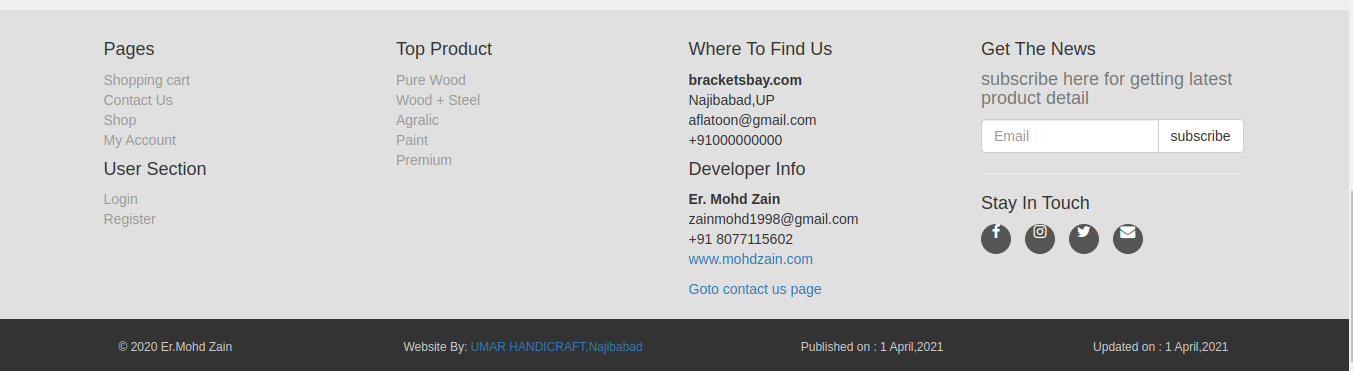 Pages
Shopping cart
Contact Us
Shop
My Account
User Section
Login
Register
Top Product
Pure Wood
Wood + Steel
Agralic
Paint
Premium
Where To Find Us
bracketsbay.com
Najibabad,UP
aflatoon@gmail.com
+91000000000
Developer Info
Er. Mohd Zain
zainmohd1998@gmail.com
+91 8077115602
www.mohdzain.com
Goto contact us page
Get The News
subscribe here for getting latest
product detail
Email
subscribe
Stay In Touch
© 2020 Er.Mohd Zain
Website By: UMAR HANDICRAFT,Najibabad
Published on : 1 April,2021
Updated on : 1 April,2021